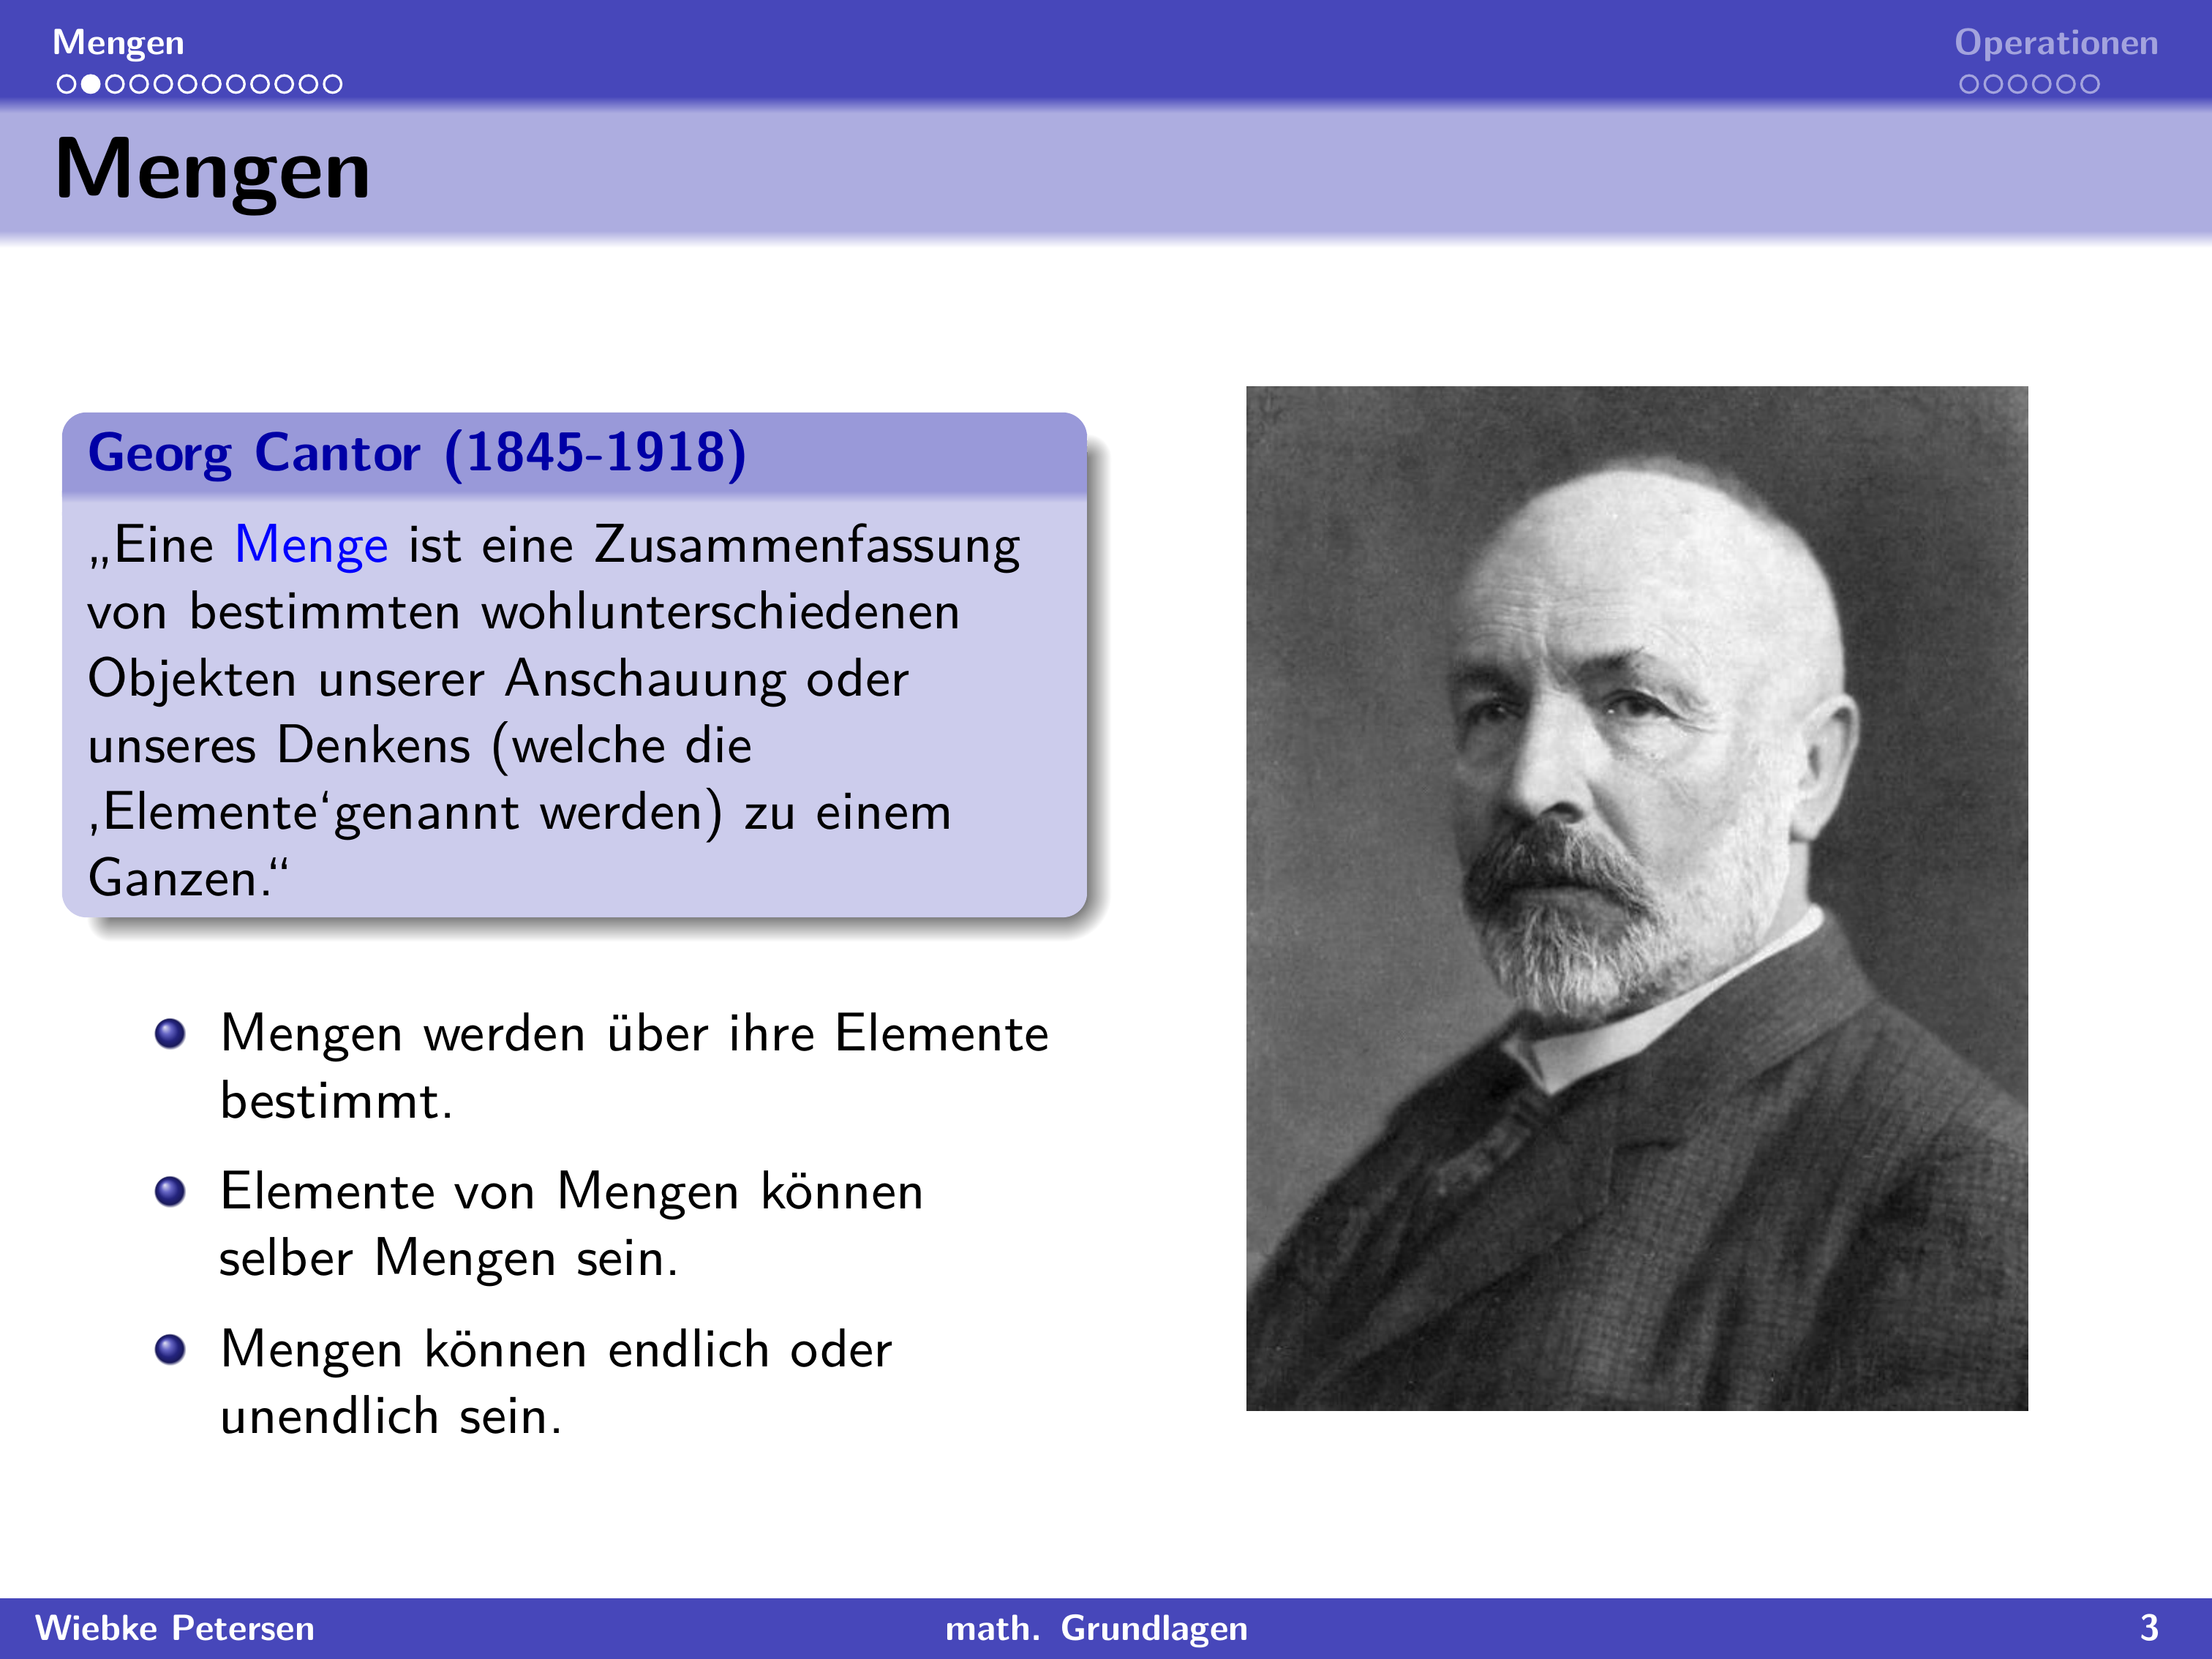 Mengen
Operationen
Mengen
Georg Cantor (1845-1918)
„Eine Menge ist eine Zusammenfassung
von bestimmten wohlunterschiedenen
Objekten unserer Anschauung oder
unseres Denkens (welche die
‚Elemente‘genannt werden) zu einem
Ganzen.“
Mengen werden über ihre Elemente
bestimmt.
Elemente von Mengen können
selber Mengen sein.
Mengen können endlich oder
unendlich sein.
Wiebke Petersen
math. Grundlagen
3